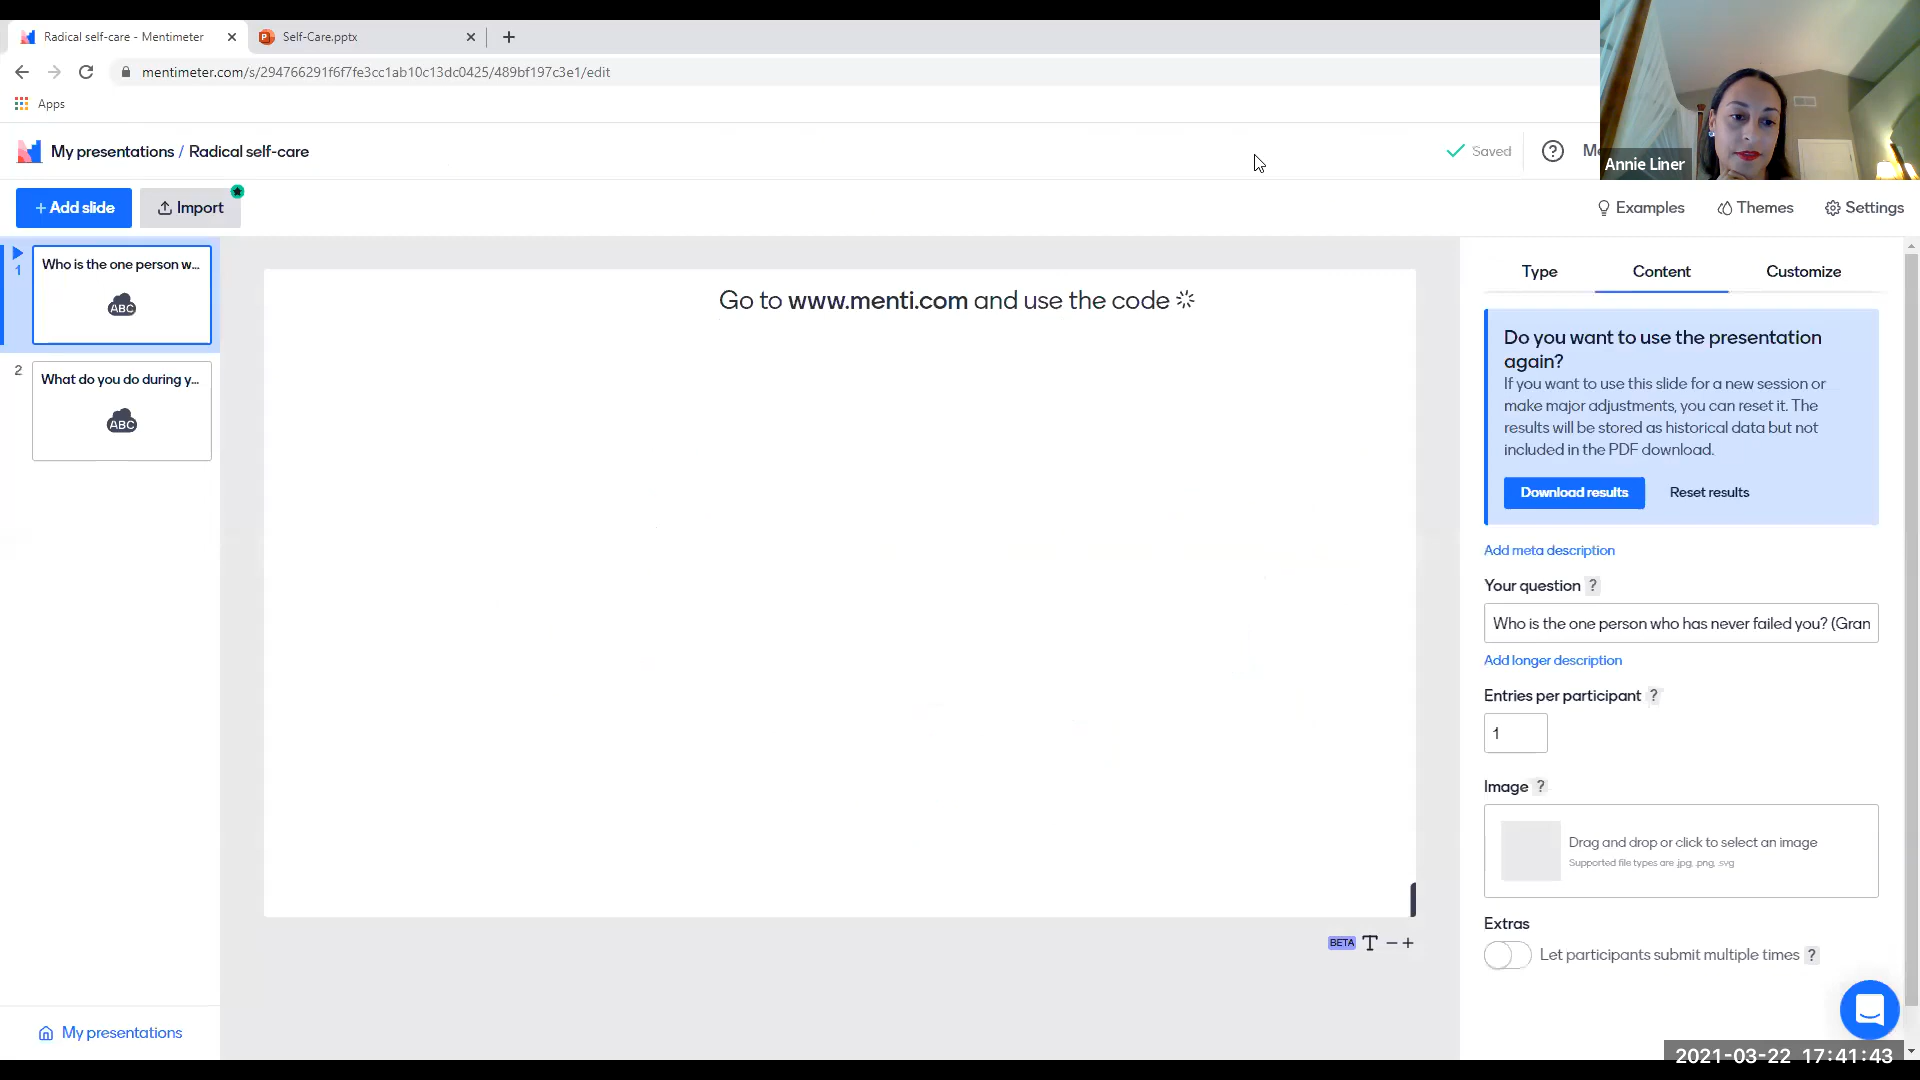 Radical self-care - Mentimeter
Self-Care.pptx
mentimeter.com/s/294766291f6f7fe3cc1ab10c13dc0425/489bf197c3e1/edit
Apps
My presentations / Radical self-care
Saved
?
Annie Liner
+ Add slide
Import
Examples
Themes
Settings
1
Who is the one person w...
ABC
2
What do you do during y...
ABC
Go to www.menti.com and use the code
BETA T − +
My presentations
Type
Content
Customize
Do you want to use the presentation
again?
If you want to use this slide for a new session or
make major adjustments, you can reset it. The
results will be stored as historical data but not
included in the PDF download.
Download results
Reset results
Add meta description
Your question ?
Who is the one person who has never failed you? (Gran
Add longer description
Entries per participant ?
1
Image ?
Drag and drop or click to select an image
Supported file types are .jpg, .png, .svg
Extras
Let participants submit multiple times ?
2021-03-22 17:41:43